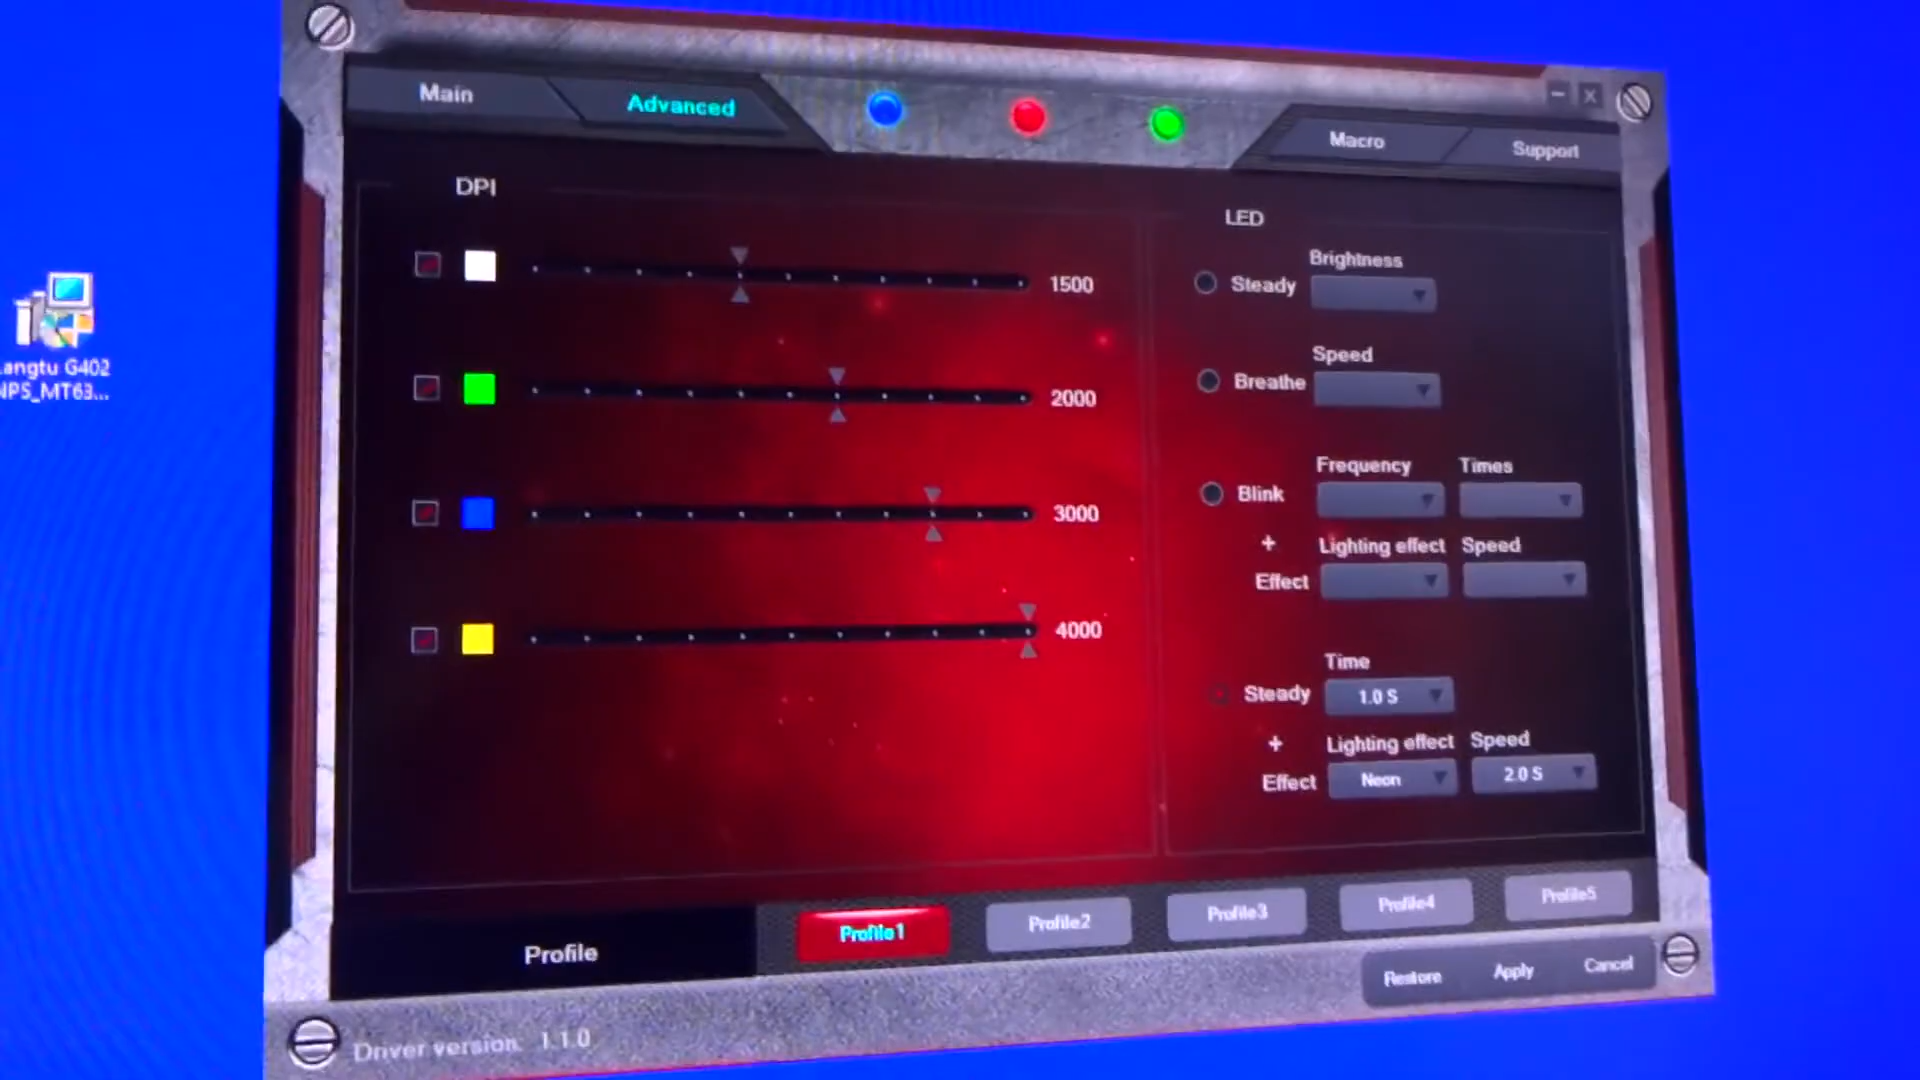 Main
Advanced
Macro
Support
DPI
1500
2000
3000
4000
LED
Brightness
Steady
Speed
Breathe
Frequency Times
Blink
+ Lighting effect Speed
Effect
Time
Steady 1.0 S
+ Lighting effect Speed
Effect Neon 2.0 S
Profile
Profile1
Profile2
Profile3
Profile4
Profile5
Restore Apply Cancel
Driver version. 1.1.0
G402
NPS_MT63...